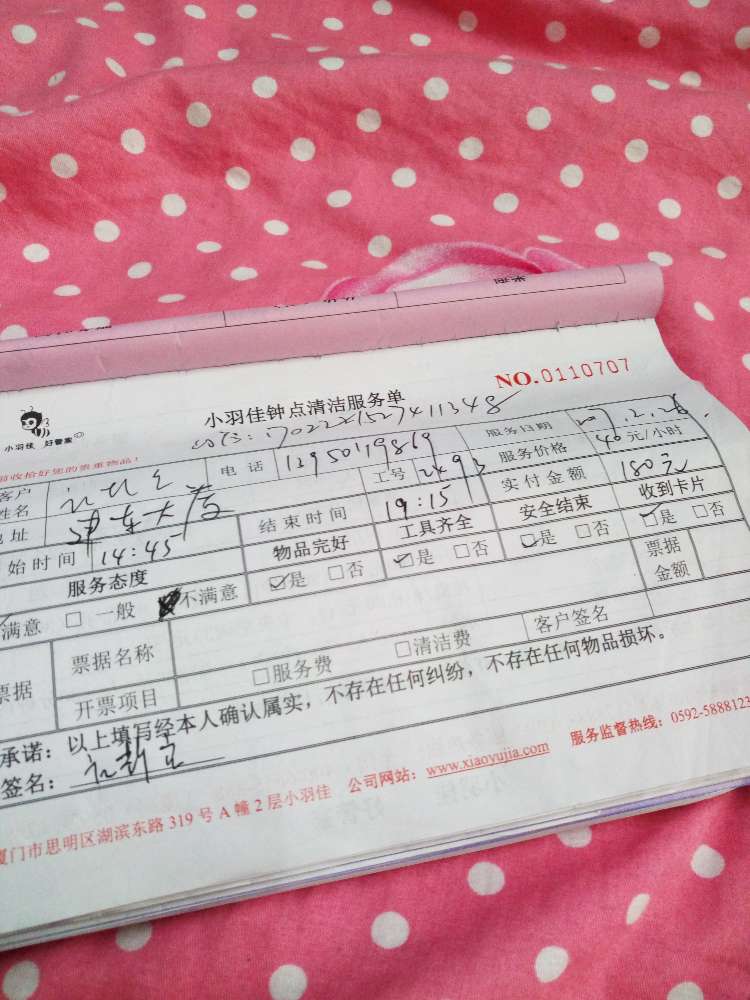 NO.0110707
小羽佳 好管家
小羽佳钟点清洁服务单
1702221527411348
前收拾好您的贵重物品！
客户姓名 电话 13950119869 服务日期 2017.2.26
地址 工号 2493 服务价格 40元/小时
始时间 14:45 结束时间 19:15 实付金额 180元
服务态度 物品完好 工具齐全 安全结束 收到卡片
满意 □一般 不满意 ☑是 □否 ☑是 □否 ☑是 □否 ☑是 □否
票据 票据名称 票据金额
开票项目 □服务费 □清洁费 客户签名
承诺：以上填写经本人确认属实，不存在任何纠纷，不存在任何物品损坏。
签名：
厦门市思明区湖滨东路319号A幢2层小羽佳 公司网站：www.xiaoyujia.com 服务监督热线：0592-5888123